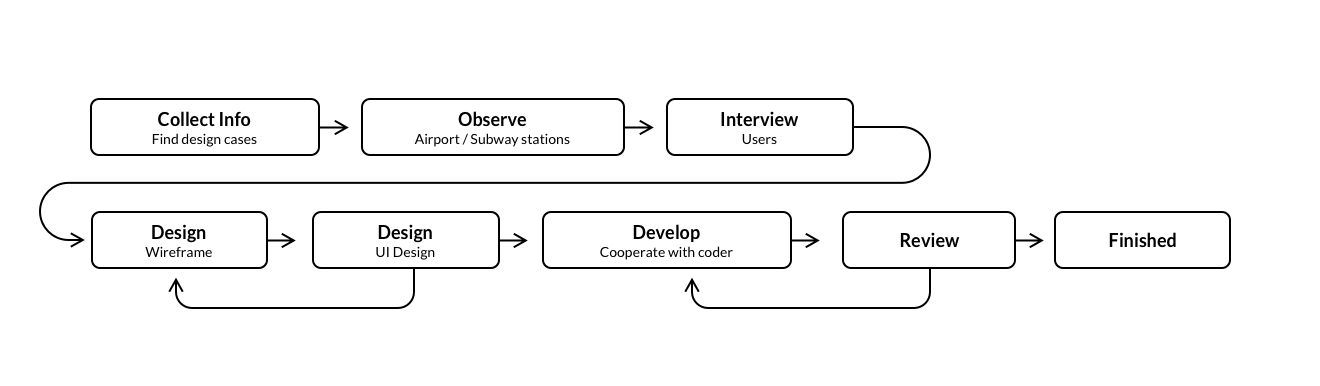 Collect Info
Find design cases
Observe
Airport / Subway stations
Interview
Users
Design
Wireframe
Design
UI Design
Develop
Cooperate with coder
Review
Finished